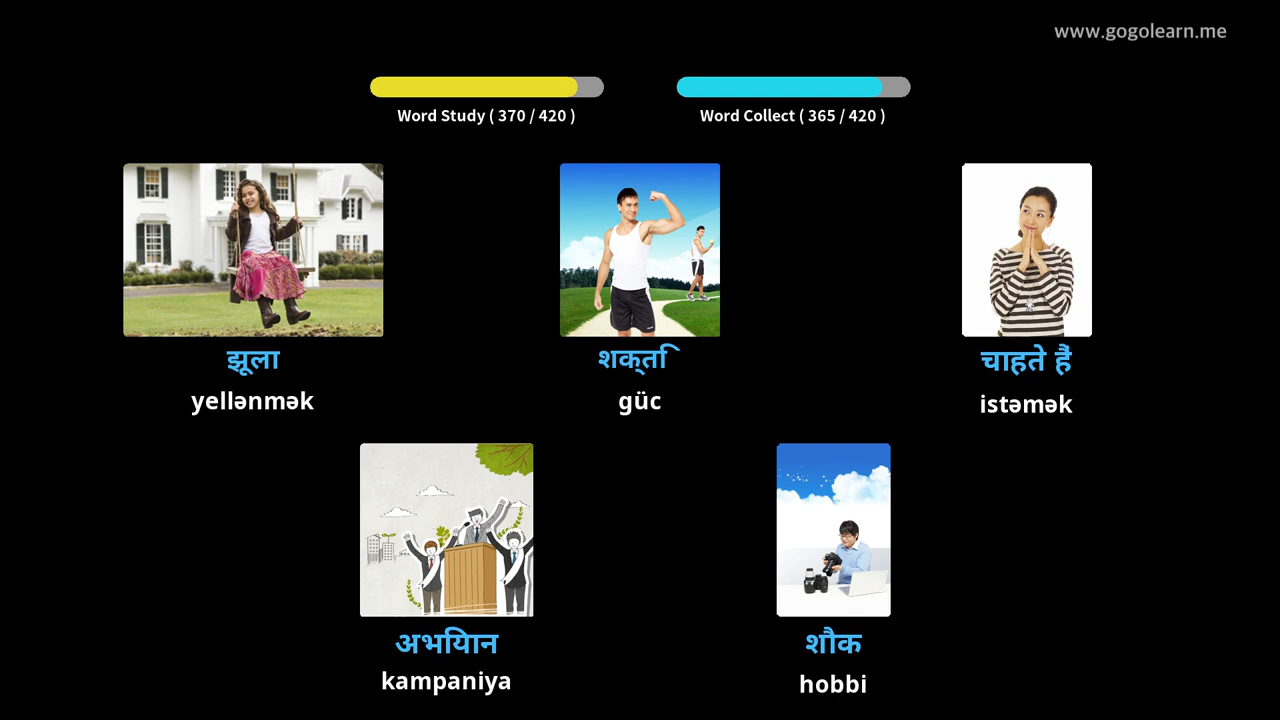 www.gogolearn.me
Word Study ( 370 / 420 )
Word Collect ( 365 / 420 )
झूला
शक्ति
चाहते हैं
yellənmək
güc
istəmək
अभियान
शौक
kampaniya
hobbi